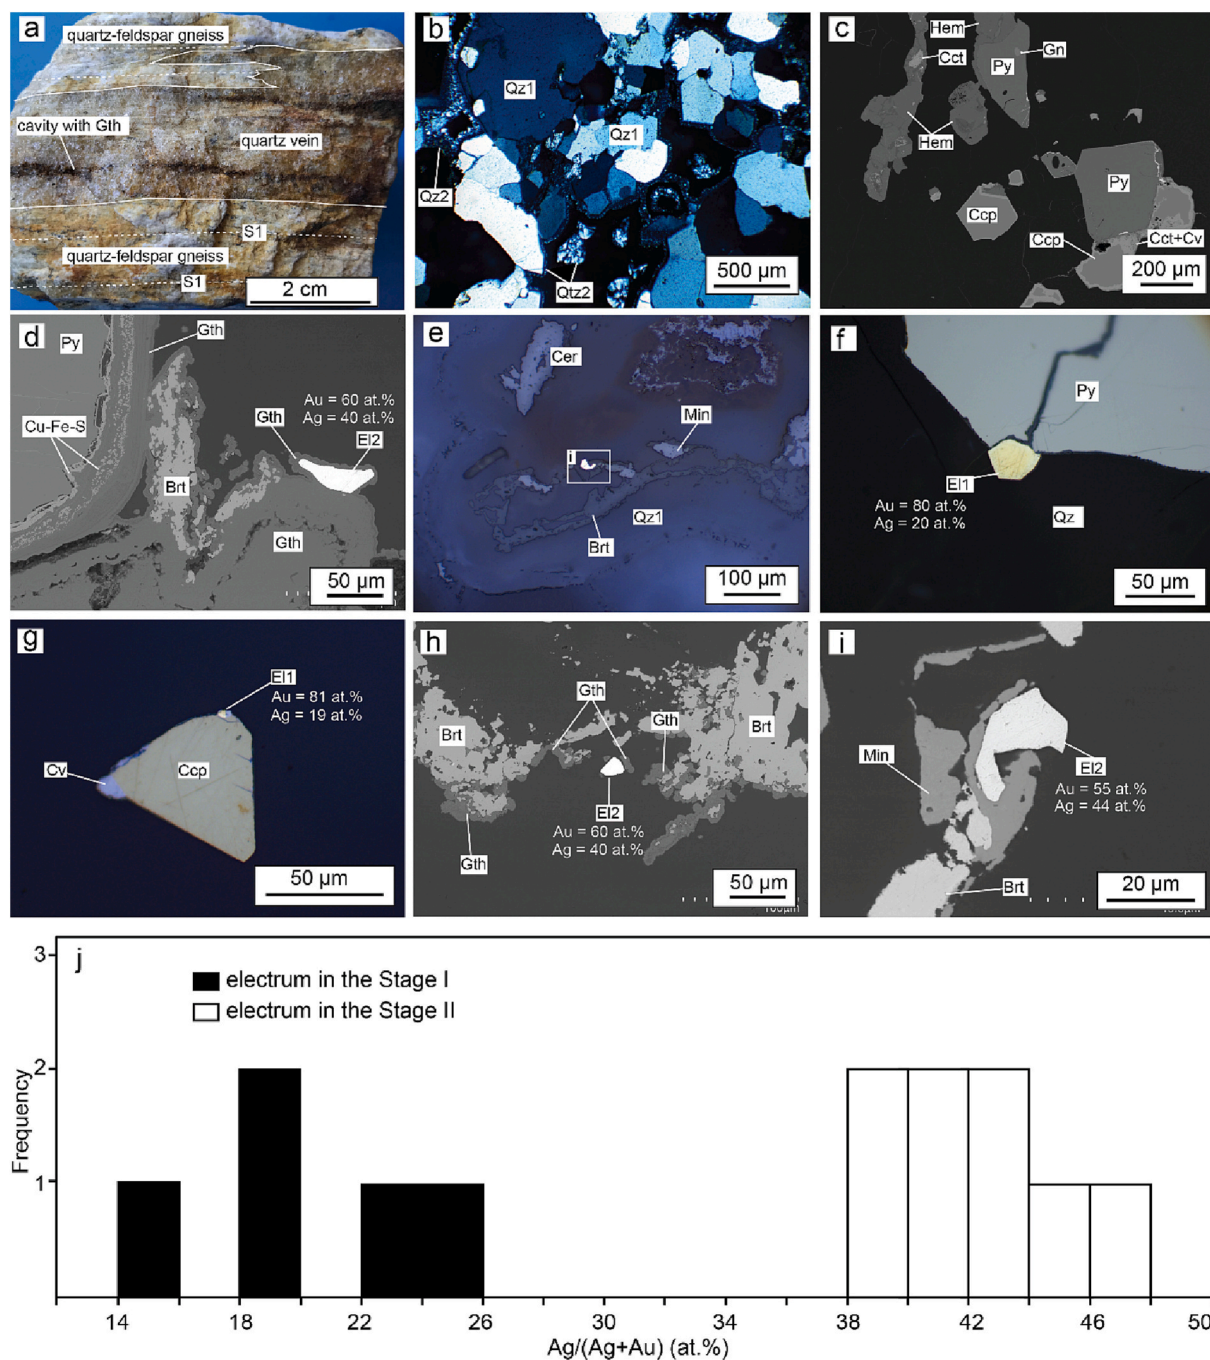 a
quartz-feldspar gneiss
cavity with Gth
quartz vein
S1
quartz-feldspar gneiss
S1
2 cm
b
Qz1
Qz1
Qz2
Qtz2
500 µm
c
Hem
Cct
Py
Gn
Hem
Py
Ccp
Ccp
Cct+Cv
200 µm
d
Py
Gth
Cu-Fe-S
Au = 60 at.%
Ag = 40 at.%
Gth
El2
Brt
Gth
50 µm
e
Cer
Min
i
Qz1
Brt
100 µm
f
Py
El1
Au = 80 at.%
Ag = 20 at.%
Qz
50 µm
g
El1
Au = 81 at.%
Ag = 19 at.%
Cv
Ccp
50 µm
h
Gth
Brt
Gth
Brt
El2
Au = 60 at.%
Ag = 40 at.%
Gth
50 µm
i
Min
El2
Au = 55 at.%
Ag = 44 at.%
Brt
20 µm
j
electrum in the Stage I
electrum in the Stage II
Frequency
3
2
1
14 18 22 26 30 34 38 42 46 50
Ag/(Ag+Au) (at.%)